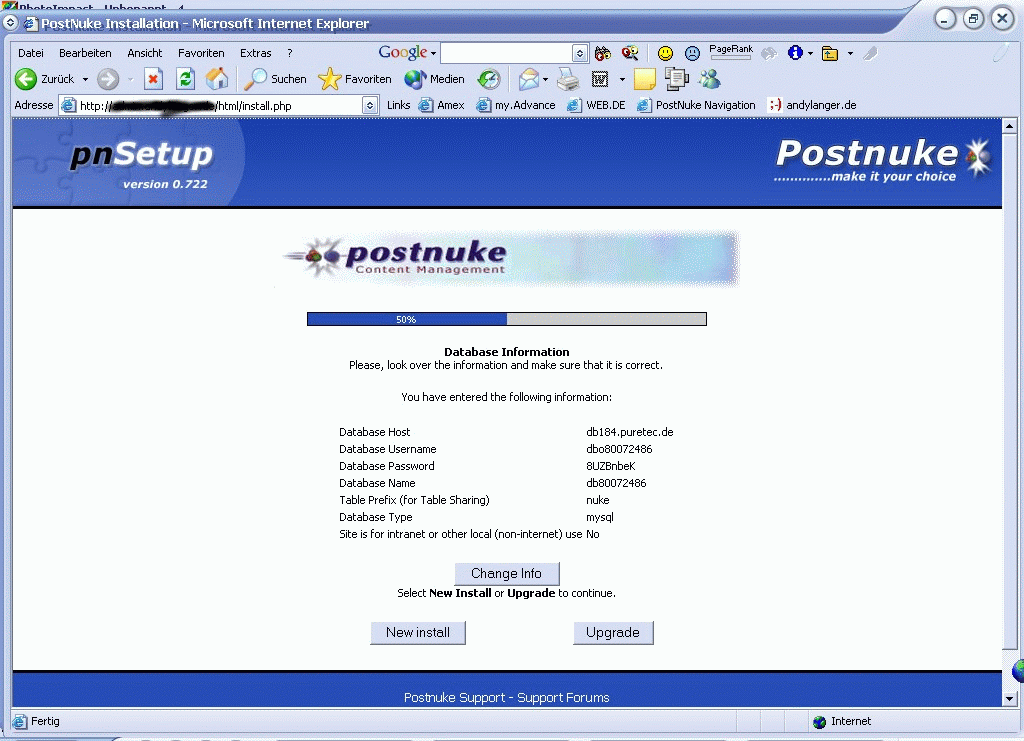 PhotoImpact - Unbenannt - 4
PostNuke Installation - Microsoft Internet Explorer
Datei Bearbeiten Ansicht Favoriten Extras ? Google PageRank
Zurück Suchen Favoriten Medien
Adresse http:// /html/install.php Links Amex my.Advance WEB.DE PostNuke Navigation ;-) andylanger.de
pnSetup
version 0.722
Postnuke
..............make it your choice
postnuke
Content Management
50%
Database Information
Please, look over the information and make sure that it is correct.
You have entered the following information:
Database Host db184.puretec.de
Database Username dbo80072486
Database Password 8UZBnbeK
Database Name db80072486
Table Prefix (for Table Sharing) nuke
Database Type mysql
Site is for intranet or other local (non-internet) use No
Change Info
Select New Install or Upgrade to continue.
New install Upgrade
Postnuke Support - Support Forums
Fertig Internet